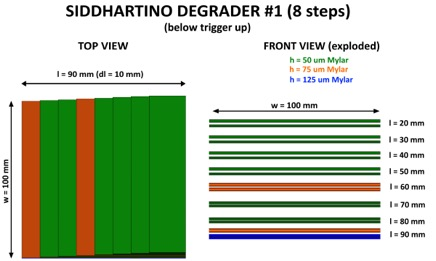 SIDDHARTINO DEGRADER #1 (8 steps)
(below trigger up)
TOP VIEW
FRONT VIEW (exploded)
h = 50 um Mylar
h = 75 um Mylar
h = 125 um Mylar
l = 90 mm (dl = 10 mm)
w = 100 mm
w = 100 mm
l = 20 mm
l = 30 mm
l = 40 mm
l = 50 mm
l = 60 mm
l = 70 mm
l = 80 mm
l = 90 mm